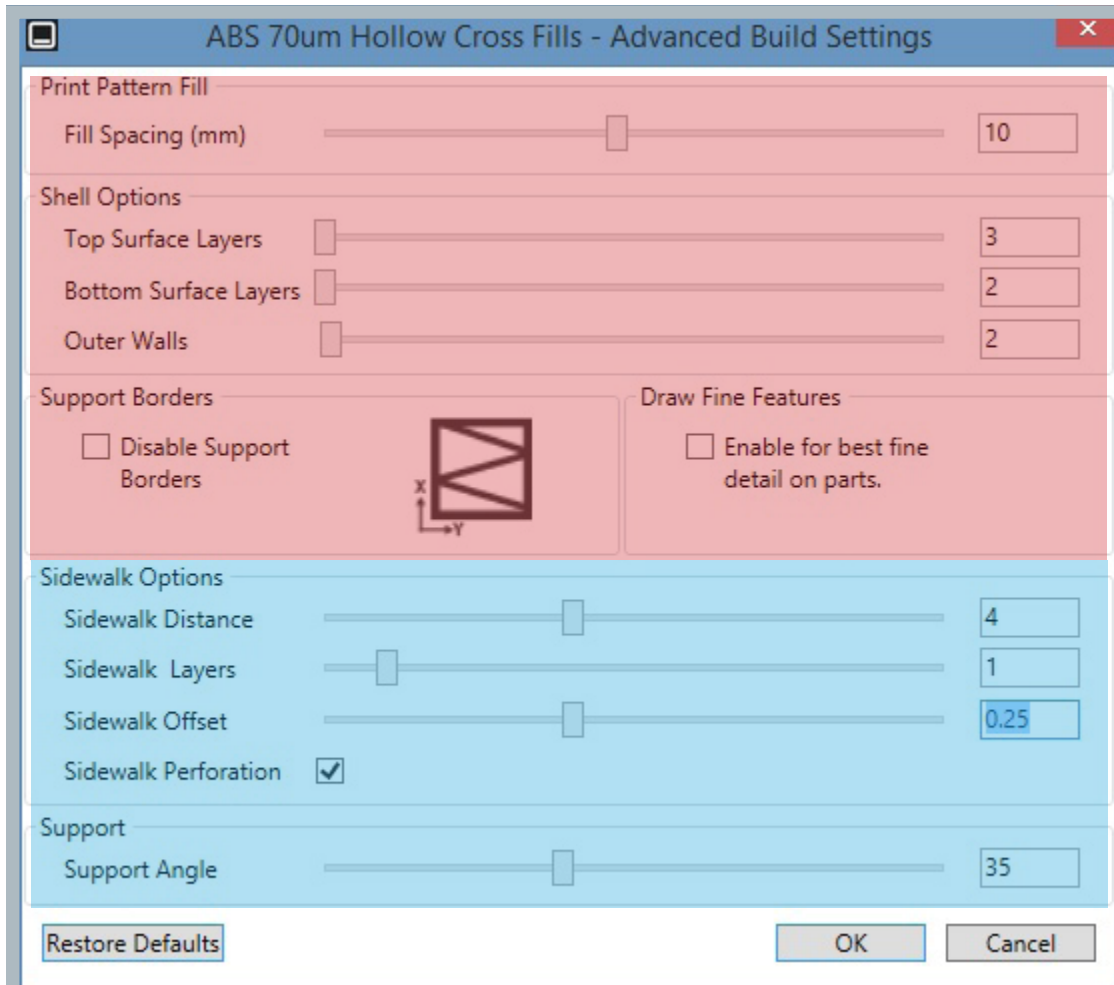 ABS 70um Hollow Cross Fills - Advanced Build Settings
Print Pattern Fill
Fill Spacing (mm) 10
Shell Options
Top Surface Layers 3
Bottom Surface Layers 2
Outer Walls 2
Support Borders
Disable Support
Borders
X
Y
Draw Fine Features
Enable for best fine
detail on parts.
Sidewalk Options
Sidewalk Distance 4
Sidewalk Layers 1
Sidewalk Offset 0.25
Sidewalk Perforation
Support
Support Angle 35
Restore Defaults OK Cancel